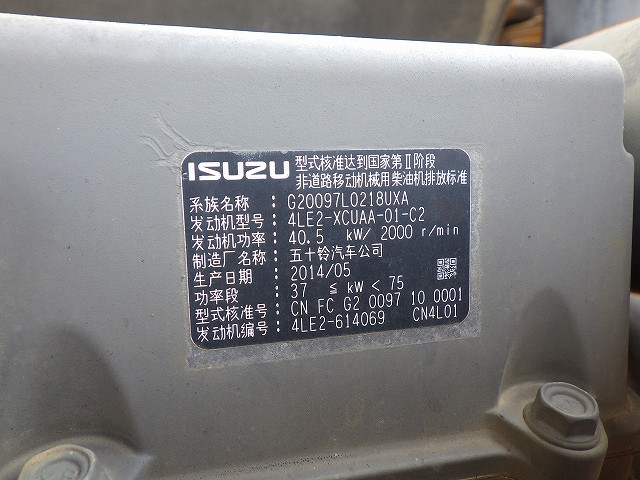 ISUZU
型式核准达到国家第Ⅱ阶段
非道路移动机械用柴油机排放标准
系族名称: G20097L0218UXA
发动机型号: 4LE2-XCUAA-01-C2
发动机功率: 40.5 kW/ 2000 r/min
制造厂名称: 五十铃汽车公司
生产日期: 2014/05
功率段: 37 ≦ kW < 75
型式核准号: CN FC G2 0097 10 0001
发动机编号: 4LE2-614069 CN4L01